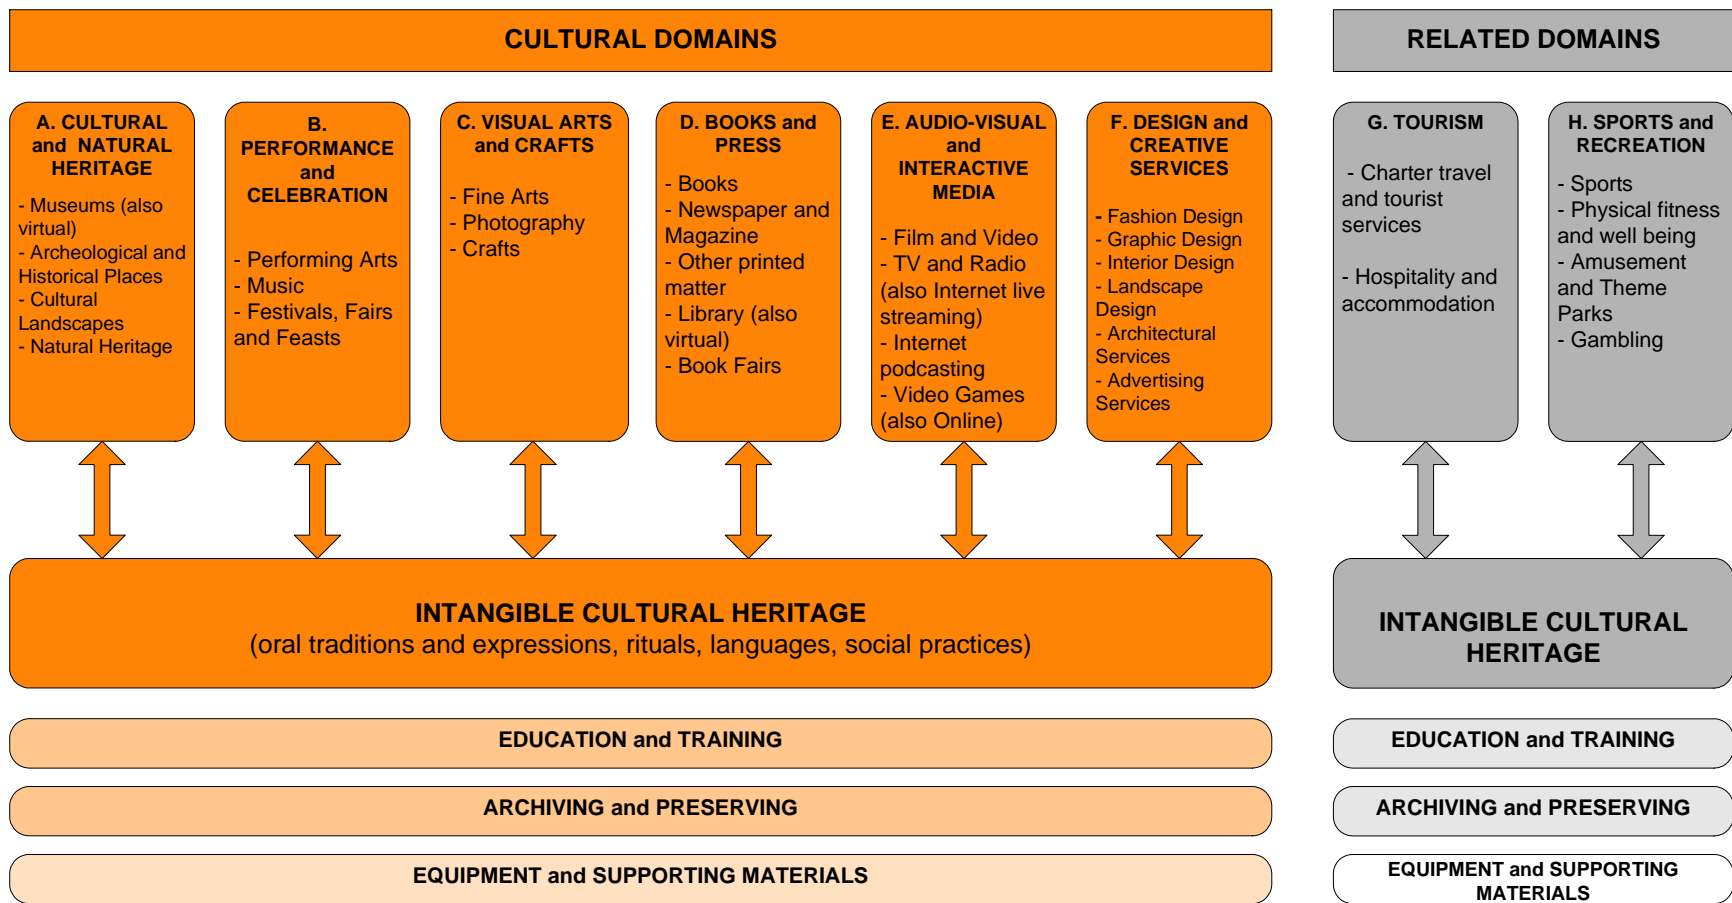 CULTURAL DOMAINS
RELATED DOMAINS
A. CULTURAL
and NATURAL
HERITAGE
- Museums (also
virtual)
- Archeological and
Historical Places
- Cultural
Landscapes
- Natural Heritage
B.
PERFORMANCE
and
CELEBRATION
- Performing Arts
- Music
- Festivals, Fairs
and Feasts
C. VISUAL ARTS
and CRAFTS
- Fine Arts
- Photography
- Crafts
D. BOOKS and
PRESS
- Books
- Newspaper and
Magazine
- Other printed
matter
- Library (also
virtual)
- Book Fairs
E. AUDIO-VISUAL
and
INTERACTIVE
MEDIA
- Film and Video
- TV and Radio
(also Internet live
streaming)
- Internet
podcasting
- Video Games
(also Online)
F. DESIGN and
CREATIVE
SERVICES
- Fashion Design
- Graphic Design
- Interior Design
- Landscape
Design
- Architectural
Services
- Advertising
Services
G. TOURISM
- Charter travel
and tourist
services
- Hospitality and
accommodation
H. SPORTS and
RECREATION
- Sports
- Physical fitness
and well being
- Amusement
and Theme
Parks
- Gambling
INTANGIBLE CULTURAL HERITAGE
(oral traditions and expressions, rituals, languages, social practices)
INTANGIBLE CULTURAL
HERITAGE
EDUCATION and TRAINING
EDUCATION and TRAINING
ARCHIVING and PRESERVING
ARCHIVING and PRESERVING
EQUIPMENT and SUPPORTING MATERIALS
EQUIPMENT and SUPPORTING
MATERIALS